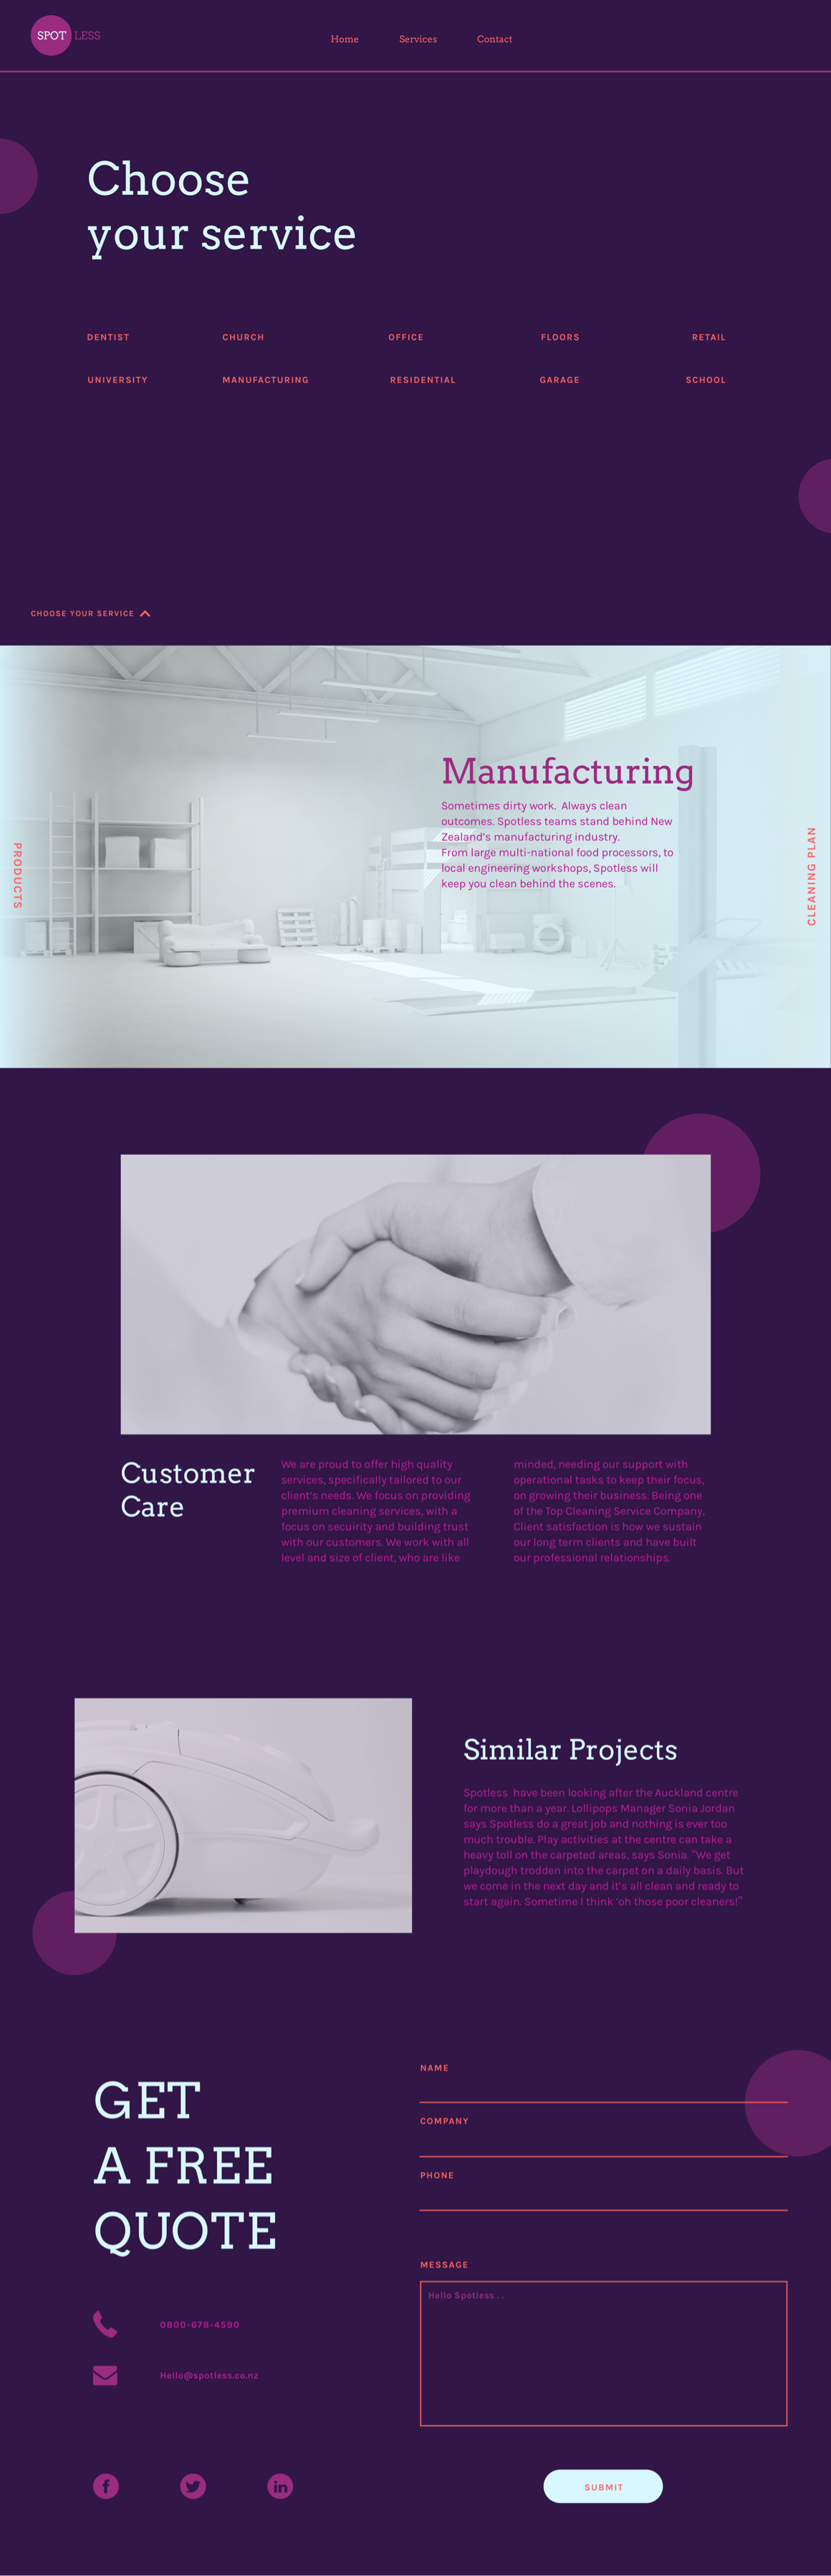 SPOT LESS
Home Services Contact
Choose
your service
DENTIST CHURCH OFFICE FLOORS RETAIL
UNIVERSITY MANUFACTURING RESIDENTIAL GARAGE SCHOOL
CHOOSE YOUR SERVICE
PRODUCTS
Manufacturing
Sometimes dirty work.  Always clean
outcomes. Spotless teams stand behind New
Zealand's manufacturing industry.
From large multi-national food processors, to
local engineering workshops, Spotless will
keep you clean behind the scenes.
CLEANING PLAN
Customer
Care
We are proud to offer high quality
services, specifically tailored to our
client's needs. We focus on providing
premium cleaning services, with a
focus on secuirity and building trust
with our customers. We work with all
level and size of client, who are like
minded, needing our support with
operational tasks to keep their focus,
on growing their business. Being one
of the Top Cleaning Service Company,
Client satisfaction is how we sustain
our long term clients and have built
our professional relationships.
Similar Projects
Spotless  have been looking after the Auckland centre
for more than a year. Lollipops Manager Sonia Jordan
says Spotless do a great job and nothing is ever too
much trouble. Play activities at the centre can take a
heavy toll on the carpeted areas, says Sonia. "We get
playdough trodden into the carpet on a daily basis. But
we come in the next day and it's all clean and ready to
start again. Sometime I think 'oh those poor cleaners!"
GET
A FREE
QUOTE
0800-678-4590
Hello@spotless.co.nz
f
in
NAME
COMPANY
PHONE
MESSAGE
Hello Spotless . .
SUBMIT